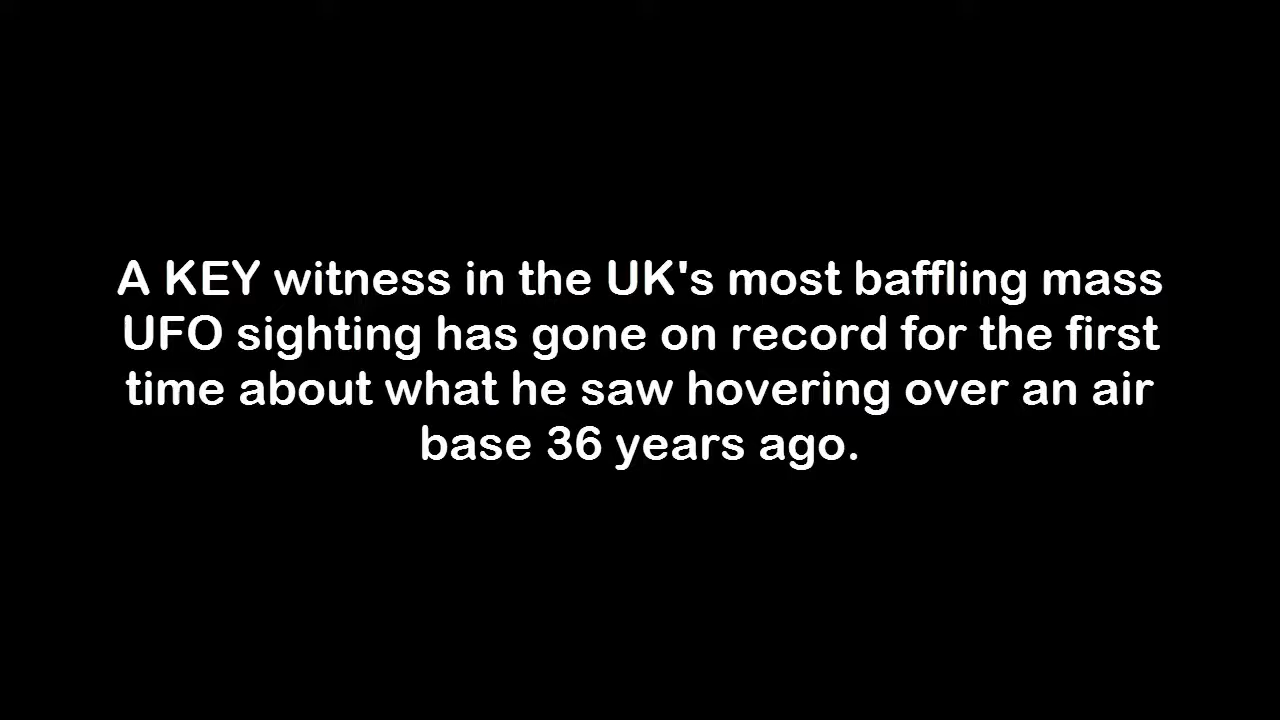 A KEY witness in the UK's most baffling mass
UFO sighting has gone on record for the first
time about what he saw hovering over an air
base 36 years ago.